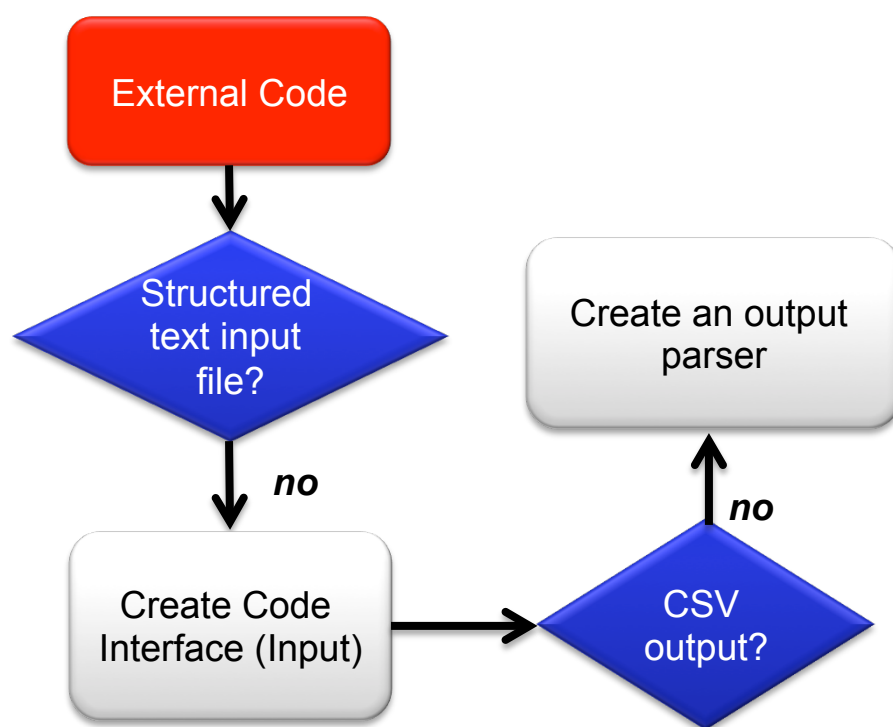 External Code
Structured
text input
file?
no
Create Code
Interface (Input)
CSV
output?
no
Create an output
parser